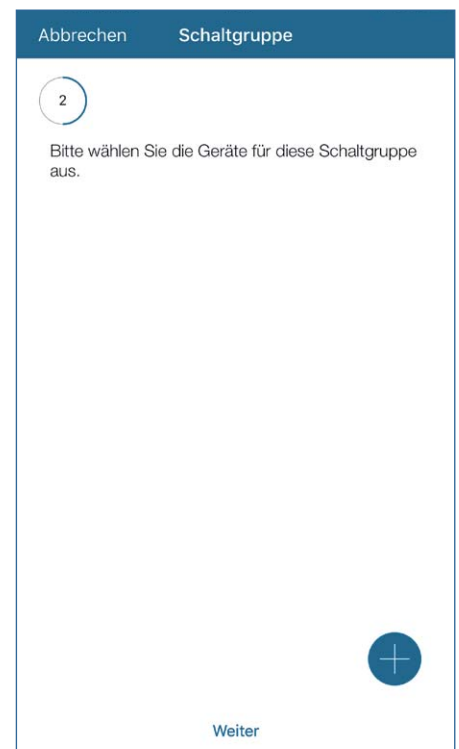 Abbrechen Schaltgruppe
2
Bitte wählen Sie die Geräte für diese Schaltgruppe
aus.
Weiter